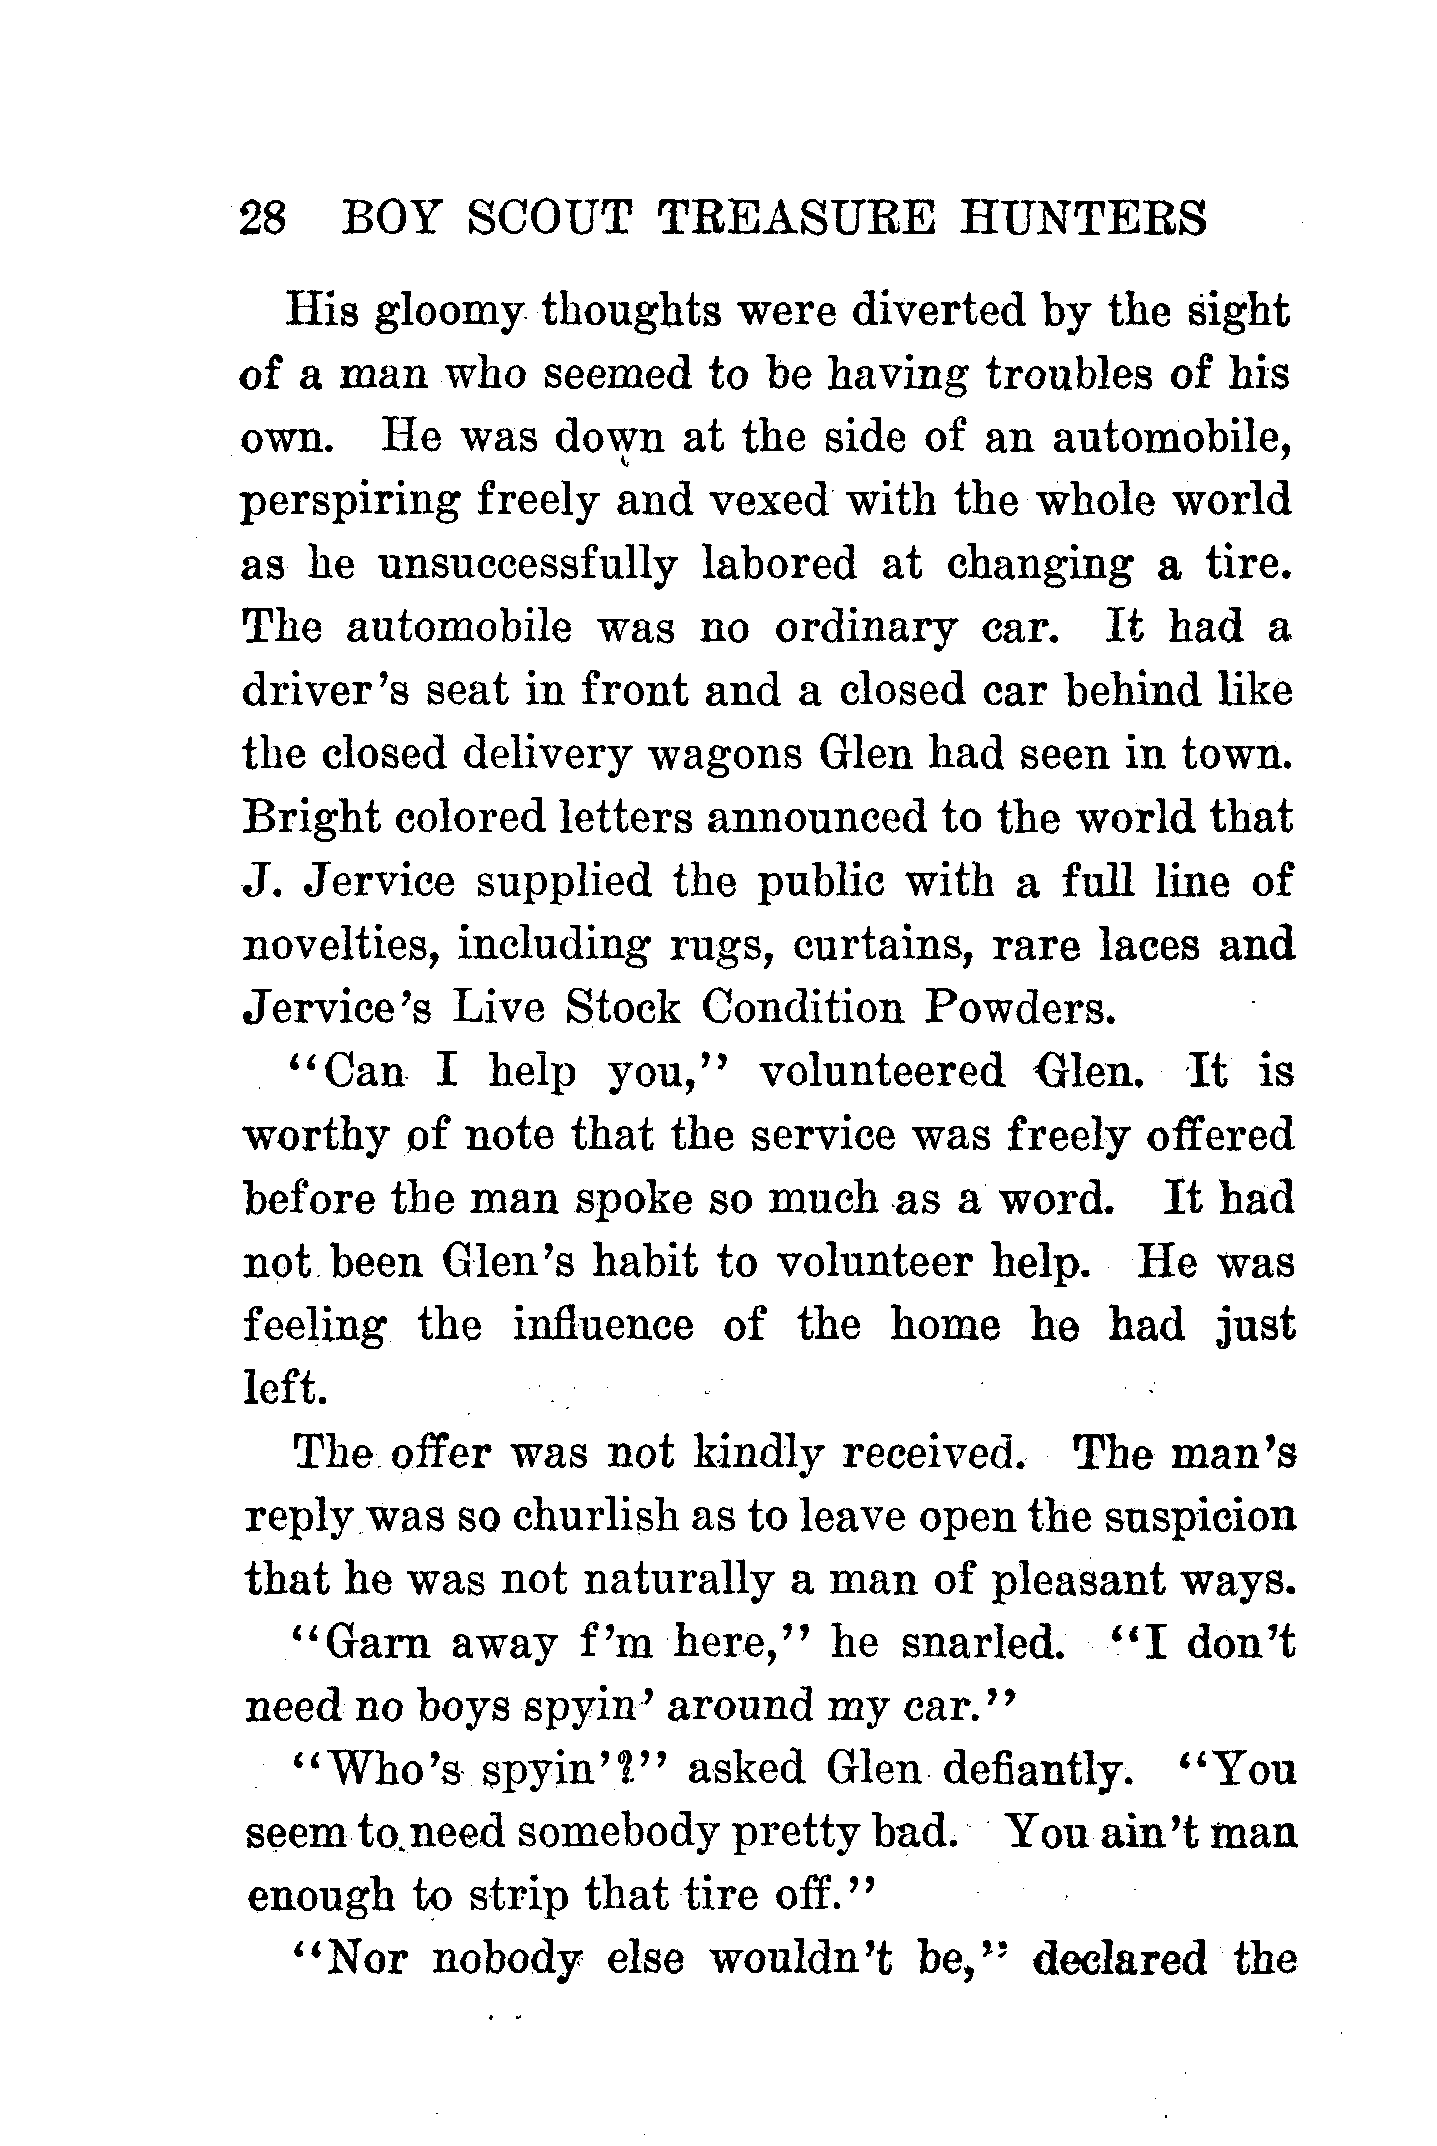 28 BOY SCOUT TREASURE HUNTERS
His gloomy thoughts were diverted by the sight
of a man who seemed to be having troubles of his
own. He was down at the side of an automobile,
perspiring freely and vexed with the whole world
as he unsuccessfully labored at changing a tire.
The automobile was no ordinary car. It had a
driver's seat in front and a closed car behind like
the closed delivery wagons Glen had seen in town.
Bright colored letters announced to the world that
J. Jervice supplied the public with a full line of
novelties, including rugs, curtains, rare laces and
Jervice's Live Stock Condition Powders.
"Can I help you," volunteered Glen. It is
worthy of note that the service was freely offered
before the man spoke so much as a word. It had
not been Glen's habit to volunteer help. He was
feeling the influence of the home he had just
left.
The offer was not kindly received. The man's
reply was so churlish as to leave open the suspicion
that he was not naturally a man of pleasant ways.
"Garn away f'm here," he snarled. "I don't
need no boys spyin' around my car."
"Who's spyin'?" asked Glen defiantly. "You
seem to need somebody pretty bad. You ain't man
enough to strip that tire off."
"Nor nobody else wouldn't be," declared the